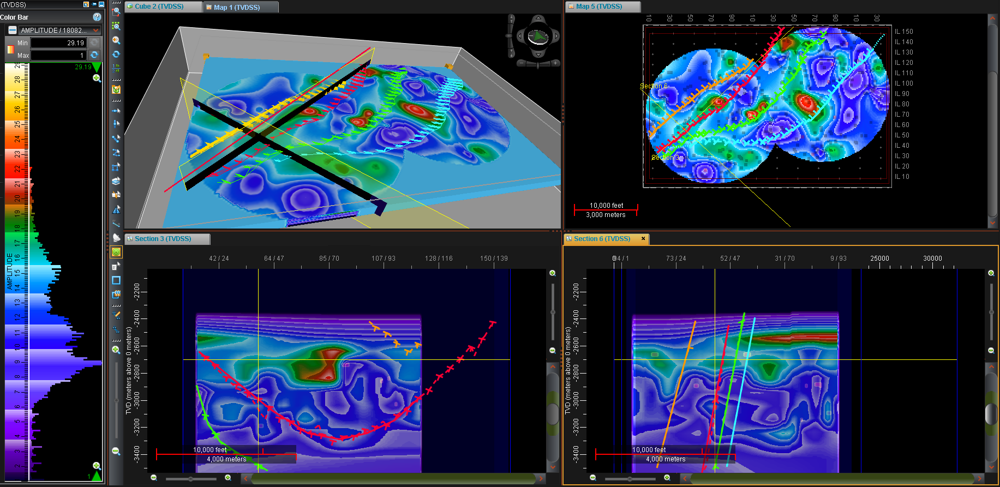 (TVDSS)
Color Bar
AMPLITUDE / 18082...
Min 29.19
Max 1
29.19
29
28
27
26
25
24
23
22
21
20
19
18
17
16
15
14
13
12
11
10
9
8
7
6
5
4
3
2
AMPLITUDE
1
Cube 2 (TVDSS)
Map 1 (TVDSS)
Map 5 (TVDSS)
10 30 50 70 90 10 30 50 70 90 10 30
IL 150
IL 140
IL 130
IL 120
IL 110
IL 100
IL 90
IL 80
IL 70
IL 60
IL 50
IL 40
IL 30
IL 20
IL 10
Section 6
Section 3
10,000 feet
3,000 meters
Section 3 (TVDSS)
42 / 24 64 / 47 85 / 70 107 / 93 128 / 116 150 / 139
TVD (meters above 0 meters)
-2200
-2400
-2600
-2800
-3000
-3200
-3400
10,000 feet
4,000 meters
Section 6 (TVDSS)
0 94 / 1 73 / 24 52 / 47 31 / 70 9 / 93 25000 30000
TVD (meters above 0 meters)
-2200
-2400
-2600
-2800
-3000
-3200
-3400
10,000 feet
4,000 meters